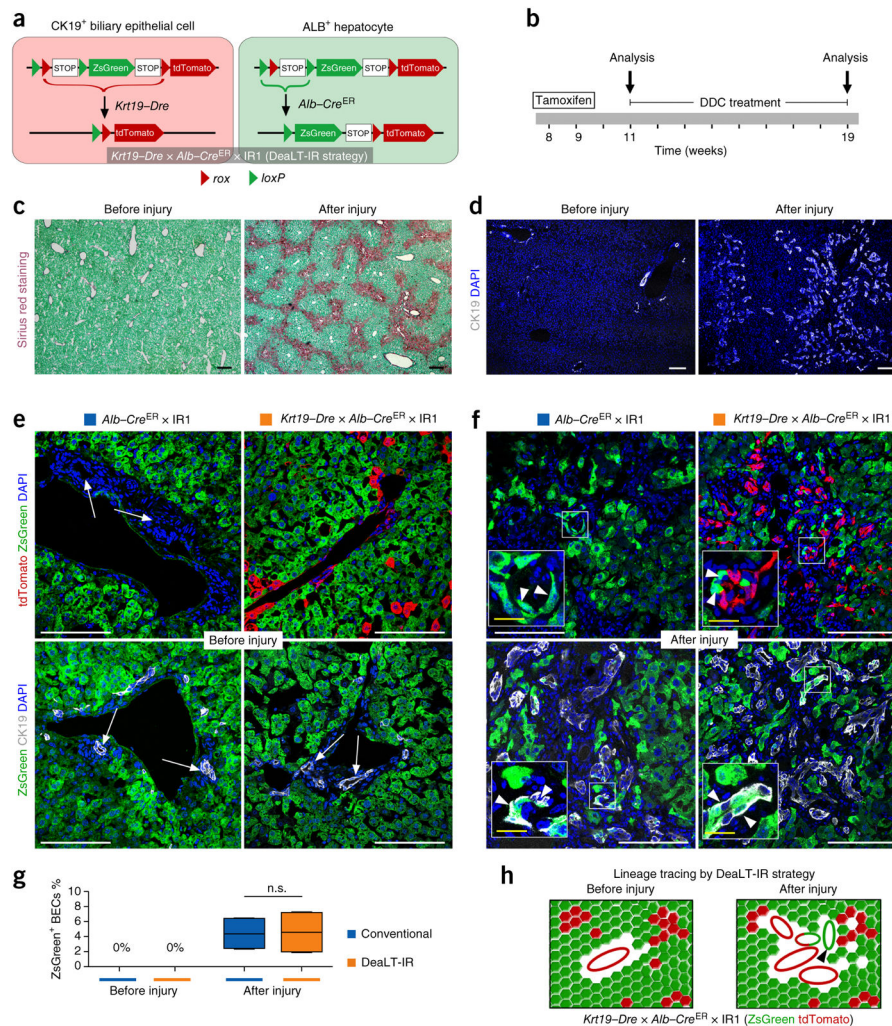 a
CK19+ biliary epithelial cell
ALB+ hepatocyte
STOP ZsGreen STOP tdTomato
STOP ZsGreen STOP tdTomato
Krt19–Dre
Alb–CreER
tdTomato
ZsGreen STOP tdTomato
Krt19–Dre × Alb–CreER × IR1 (DeaLT-IR strategy)
rox loxP
b
Analysis Analysis
Tamoxifen
DDC treatment
8 9 11 19
Time (weeks)
c
Before injury After injury
Sirius red staining
d
Before injury After injury
CK19 DAPI
e
Alb–CreER × IR1 Krt19–Dre × Alb–CreER × IR1
tdTomato ZsGreen DAPI
Before injury
ZsGreen CK19 DAPI
f
Alb–CreER × IR1 Krt19–Dre × Alb–CreER × IR1
After injury
g
ZsGreen+ BECs %
10
8
6
4
2
0
0% 0%
n.s.
Before injury After injury
Conventional
DeaLT-IR
h
Lineage tracing by DeaLT-IR strategy
Before injury After injury
Krt19–Dre × Alb–CreER × IR1 (ZsGreen tdTomato)